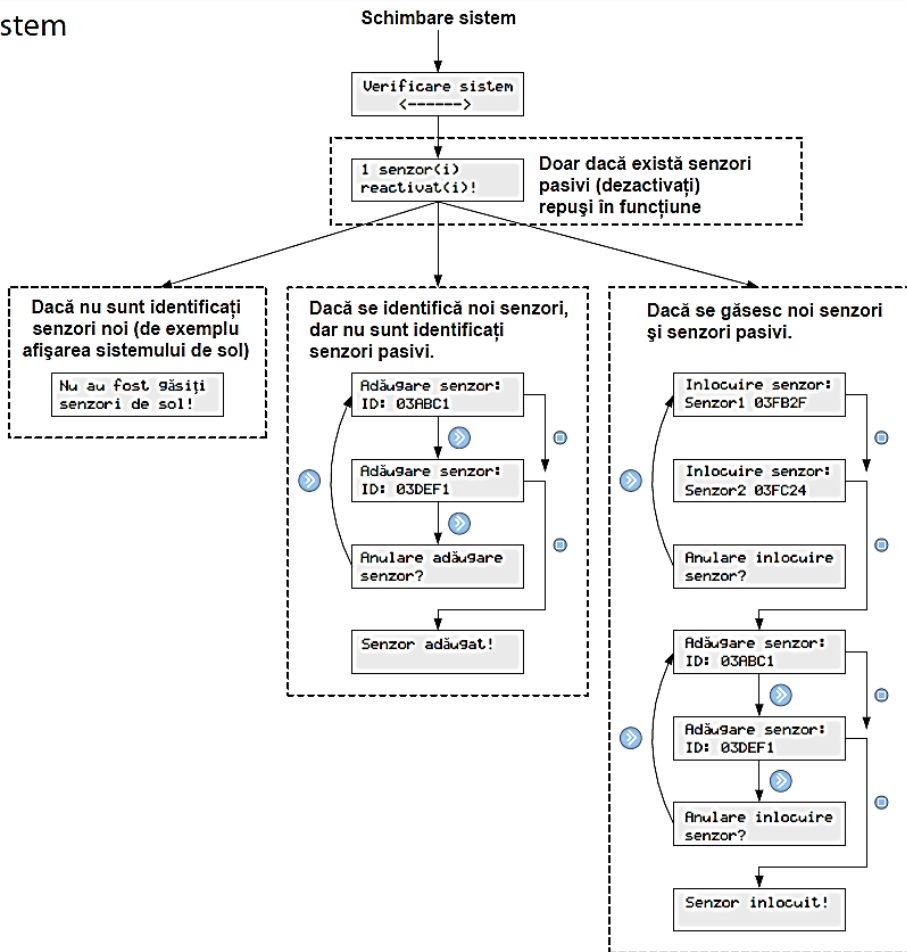 stem
Schimbare sistem
Verificare sistem
<------>
1 senzor(i)
reactivat(i)!
Doar dacă există senzori
pasivi (dezactivați)
repuși în funcțiune
Dacă nu sunt identificați
senzori noi (de exemplu
afișarea sistemului de sol)
Nu au fost găsiți
senzori de sol!
Dacă se identifică noi senzori,
dar nu sunt identificați
senzori pasivi.
Adăugare senzor:
ID: 03ABC1
Adăugare senzor:
ID: 03DEF1
Anulare adăugare
senzor?
Senzor adăugat!
Dacă se găsesc noi senzori
și senzori pasivi.
Inlocuire senzor:
Senzor1 03FB2F
Inlocuire senzor:
Senzor2 03FC24
Anulare inlocuire
senzor?
Adăugare senzor:
ID: 03ABC1
Adăugare senzor:
ID: 03DEF1
Anulare inlocuire
senzor?
Senzor inlocuit!